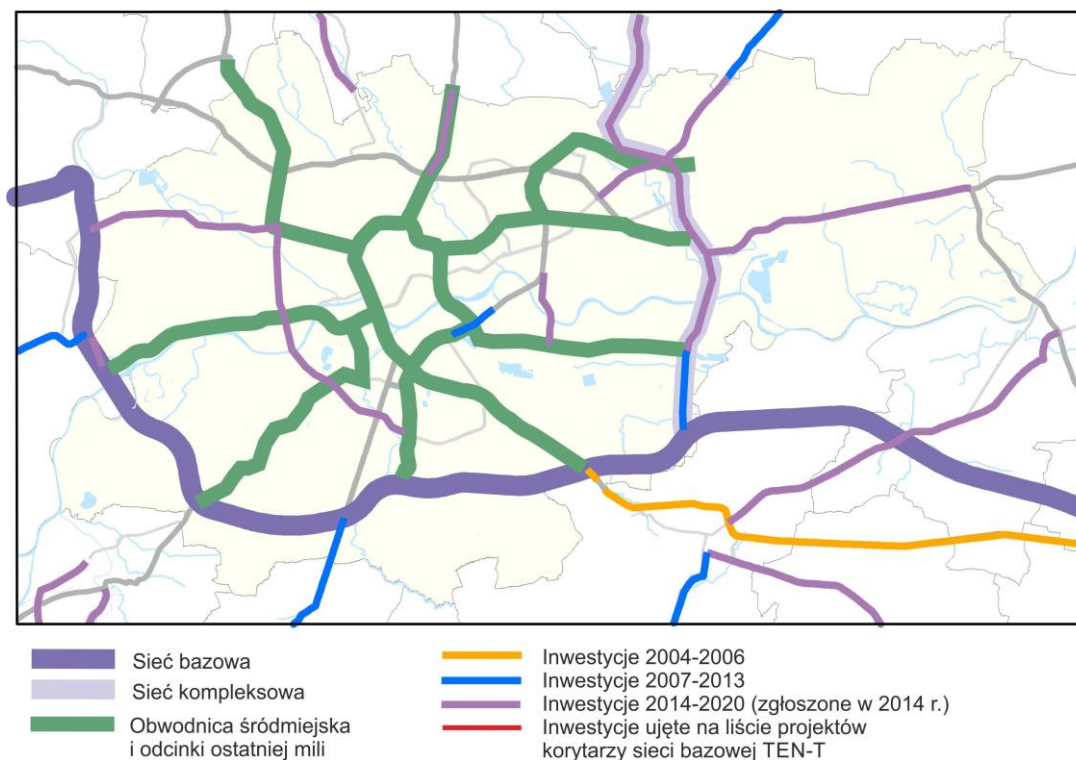 Sieć bazowa
Sieć kompleksowa
Obwodnica śródmiejska
i odcinki ostatniej mili
Inwestycje 2004-2006
Inwestycje 2007-2013
Inwestycje 2014-2020 (zgłoszone w 2014 r.)
Inwestycje ujęte na liście projektów
korytarzy sieci bazowej TEN-T